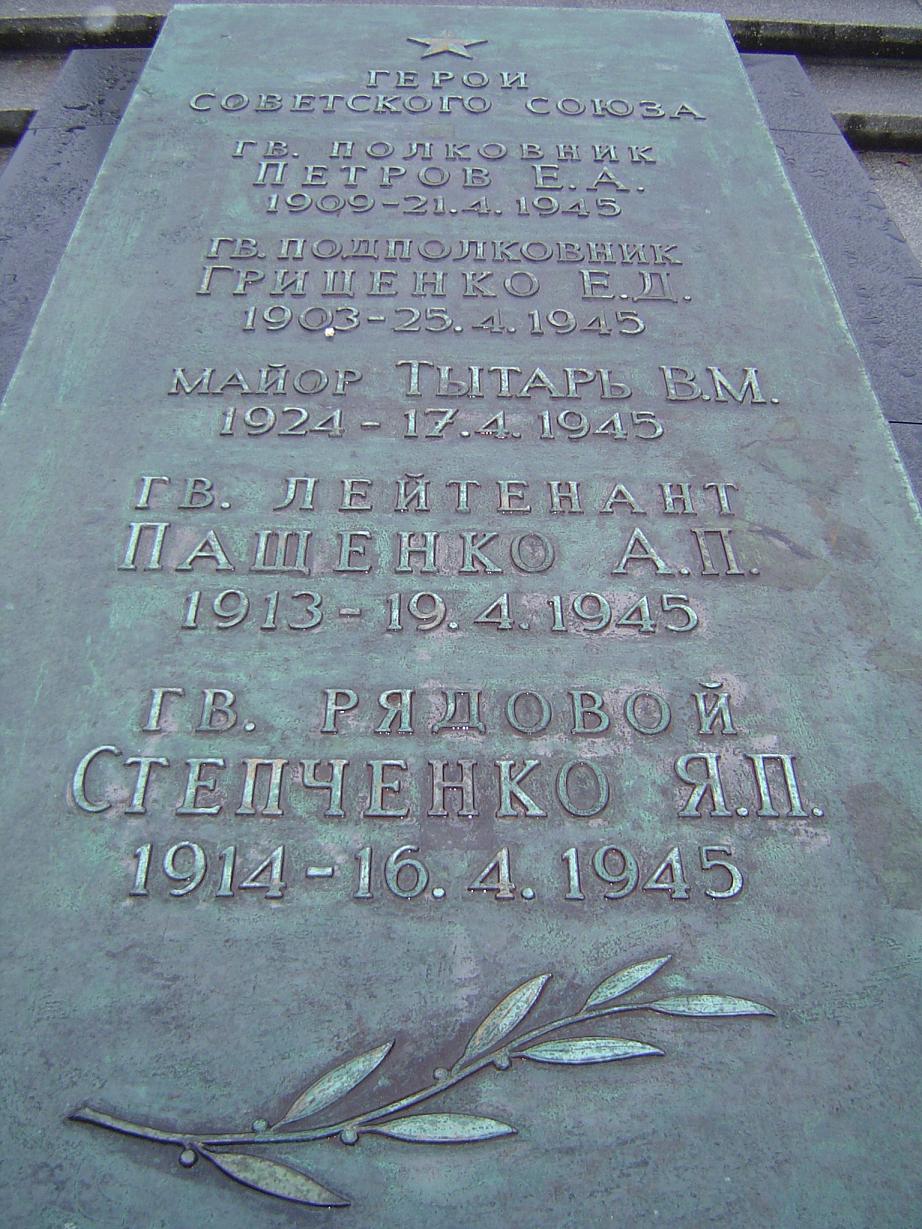 ГЕРОИ
СОВЕТСКОГО СОЮЗА
ГВ. ПОЛКОВНИК
ПЕТРОВ Е.А.
1909-21.4.1945
ГВ. ПОДПОЛКОВНИК
ГРИЩЕНКО Е.Д.
1903-25.4.1945
МАЙОР ТЫТАРЬ В.М.
1924 - 17.4.1945
ГВ. ЛЕЙТЕНАНТ
ПАЩЕНКО А.П.
1913 - 19.4.1945
ГВ. РЯДОВОЙ
СТЕПЧЕНКО Я.П.
1914-16.4.1945